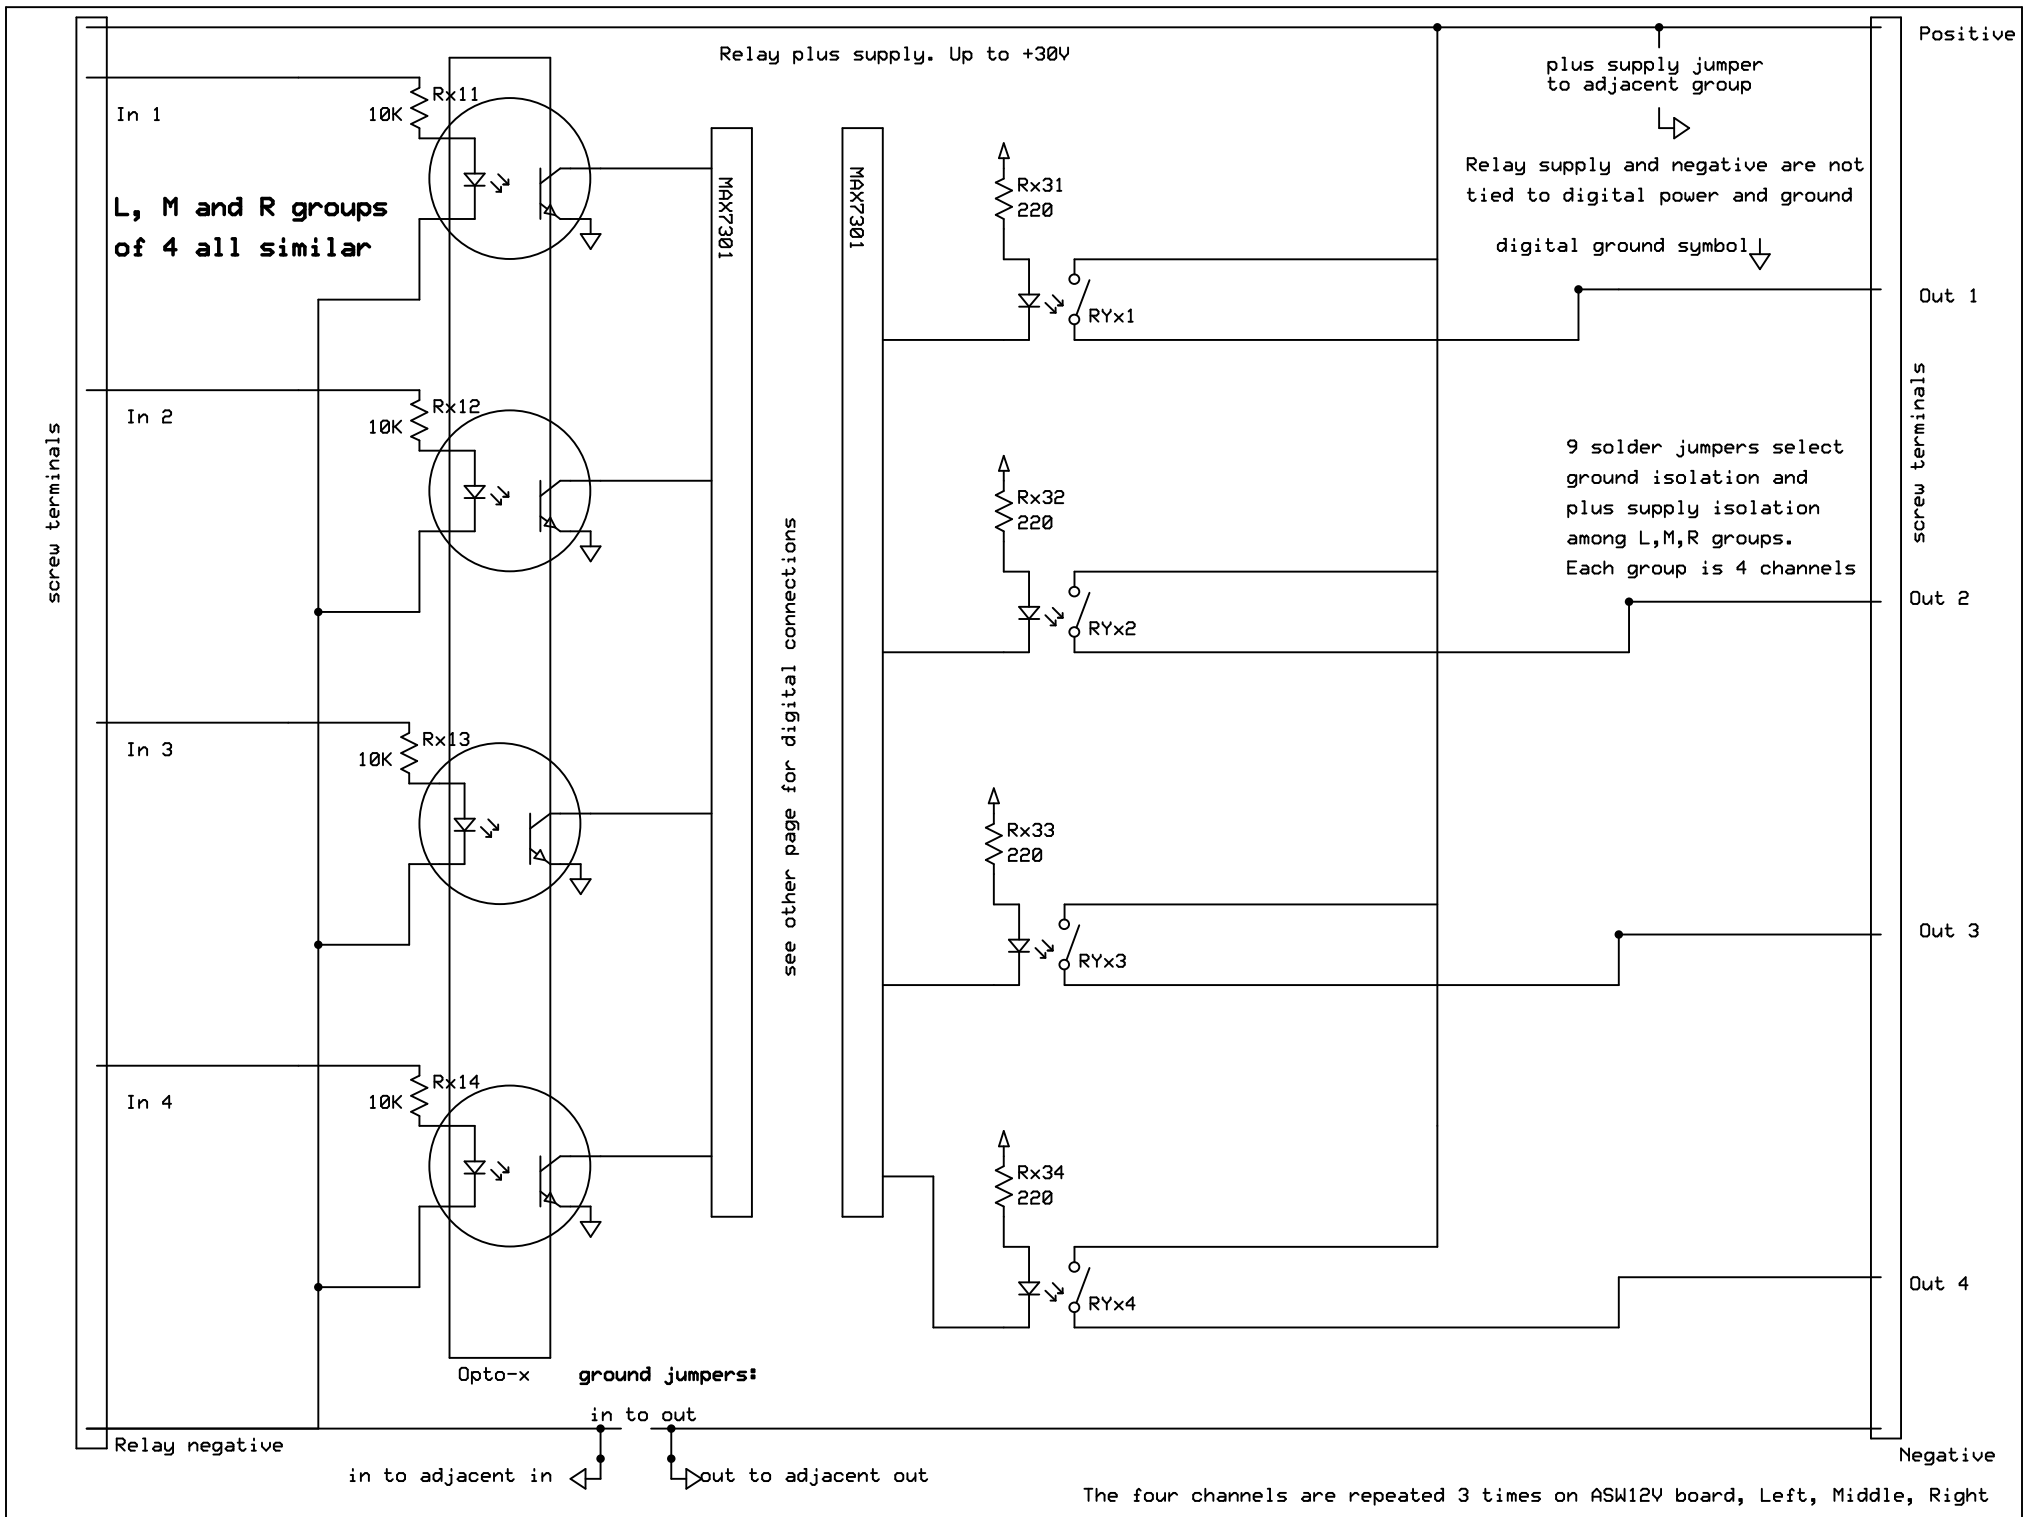 Positive
Relay plus supply. Up to +30V
plus supply jumper
to adjacent group
Rx11
10K
In 1
Relay supply and negative are not
tied to digital power and ground
MAX7301
MAX7301
Rx31
220
L, M and R groups
of 4 all similar
digital ground symbol
Out 1
RYx1
In 2
Rx12
10K
screw terminals
screw terminals
9 solder jumpers select
ground isolation and
plus supply isolation
among L,M,R groups.
Each group is 4 channels
Rx32
220
see other page for digital connections
Out 2
RYx2
In 3
Rx13
10K
Rx33
220
Out 3
RYx3
In 4
Rx14
10K
Rx34
220
Out 4
RYx4
Opto-x
ground jumpers:
in to out
Relay negative
Negative
in to adjacent in
out to adjacent out
The four channels are repeated 3 times on ASW12V board, Left, Middle, Right